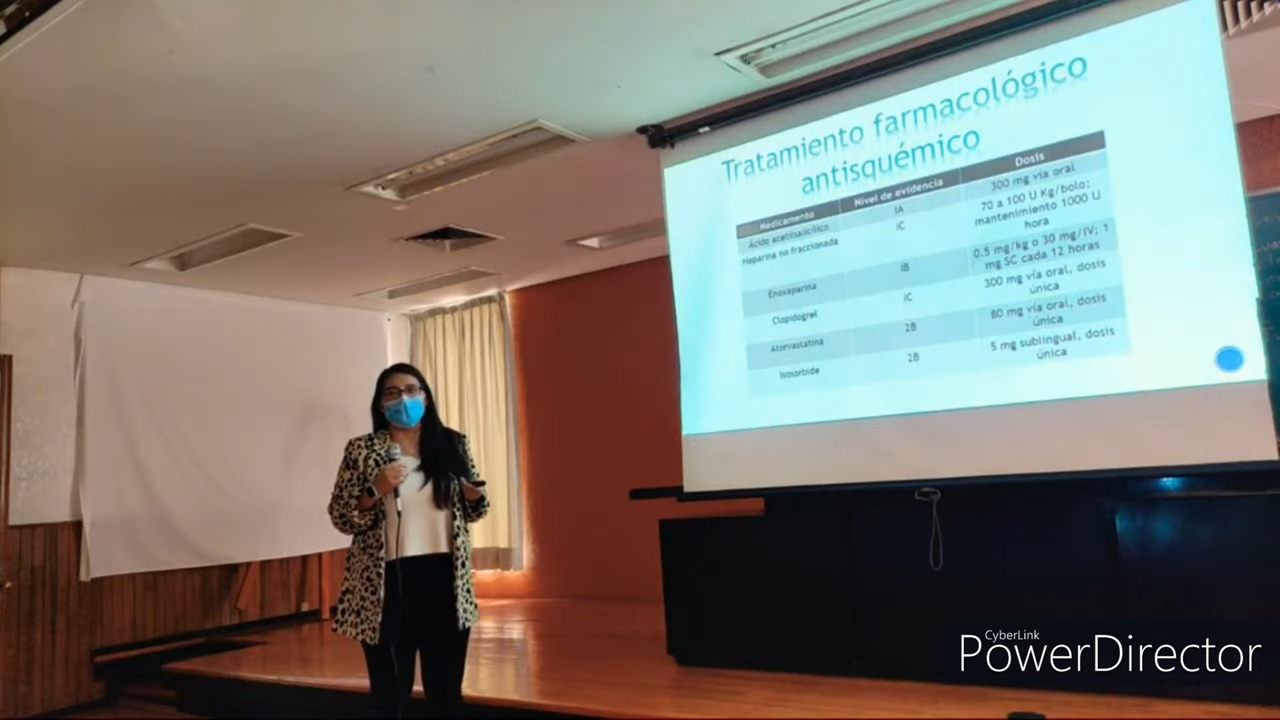 Tratamiento farmacológico
antisquémico
Medicamento Nivel de evidencia Dosis
Ácido acetilsalicílico IA 300 mg vía oral
Heparina no fraccionada IC 70 a 100 U Kg/bolo;
mantenimiento 1000 U
hora
Enoxaparina IB 0.5 mg/kg o 30 mg/IV; 1
mg SC cada 12 horas
Clopidogrel IC 300 mg vía oral, dosis
única
Atorvastatina 2B 80 mg vía oral, dosis
única
Isosorbide 2B 5 mg sublingual, dosis
única
CyberLink
PowerDirector